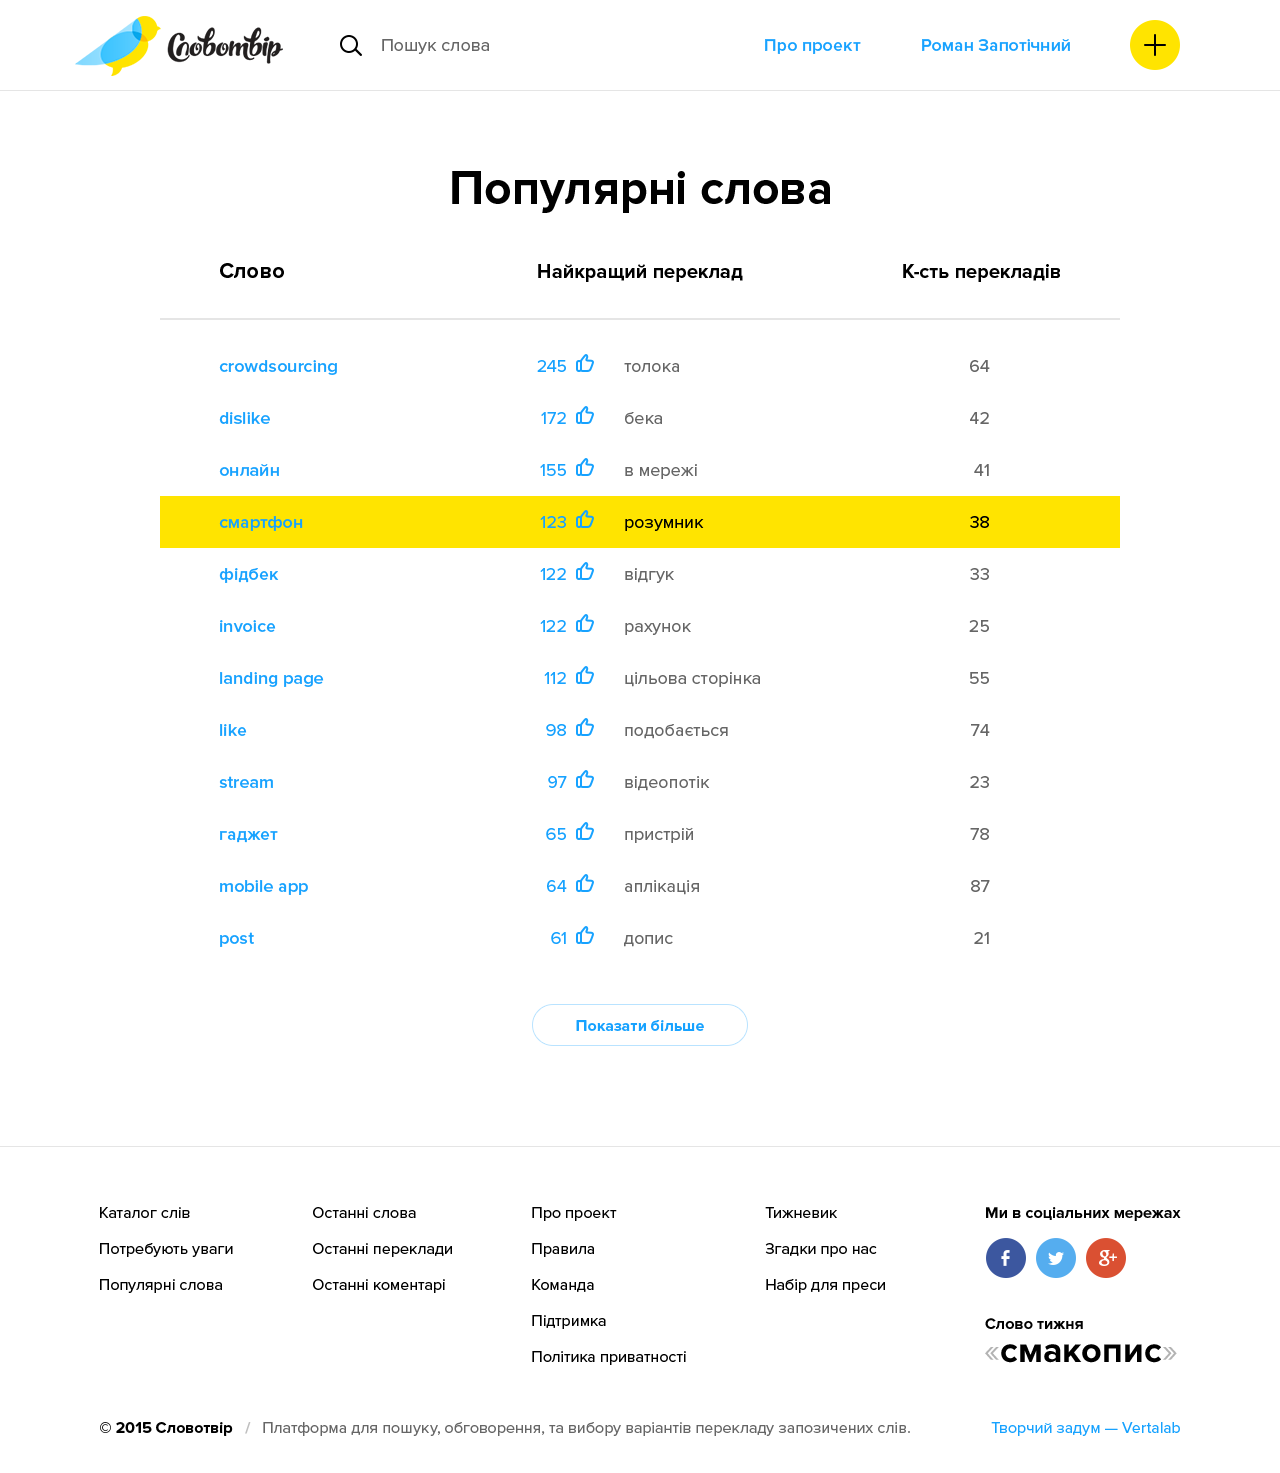 Словотвір
Пошук слова
Про проект
Роман Запотічний
Популярні слова
Слово Найкращий переклад К-сть перекладів
crowdsourcing 245 толока 64
dislike 172 бека 42
онлайн 155 в мережі 41
смартфон 123 розумник 38
фідбек 122 відгук 33
invoice 122 рахунок 25
landing page 112 цільова сторінка 55
like 98 подобається 74
stream 97 відеопотік 23
гаджет 65 пристрій 78
mobile app 64 аплікація 87
post 61 допис 21
Показати більше
Каталог слів
Потребують уваги
Популярні слова
Останні слова
Останні переклади
Останні коментарі
Про проект
Правила
Команда
Підтримка
Політика приватності
Тижневик
Згадки про нас
Набір для преси
Ми в соціальних мережах
Слово тижня
«смакопис»
© 2015 Словотвір / Платформа для пошуку, обговорення, та вибору варіантів перекладу запозичених слів.
Творчий задум — Vertalab